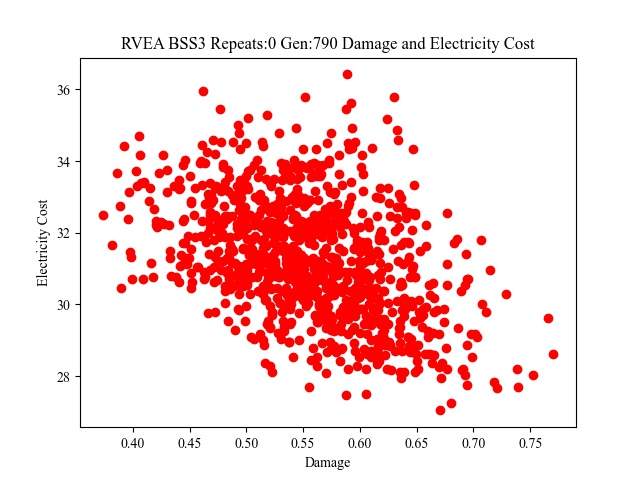 RVEA BSS3 Repeats:0 Gen:790 Damage and Electricity Cost
Electricity Cost
36
34
32
30
28
0.40 0.45 0.50 0.55 0.60 0.65 0.70 0.75
Damage